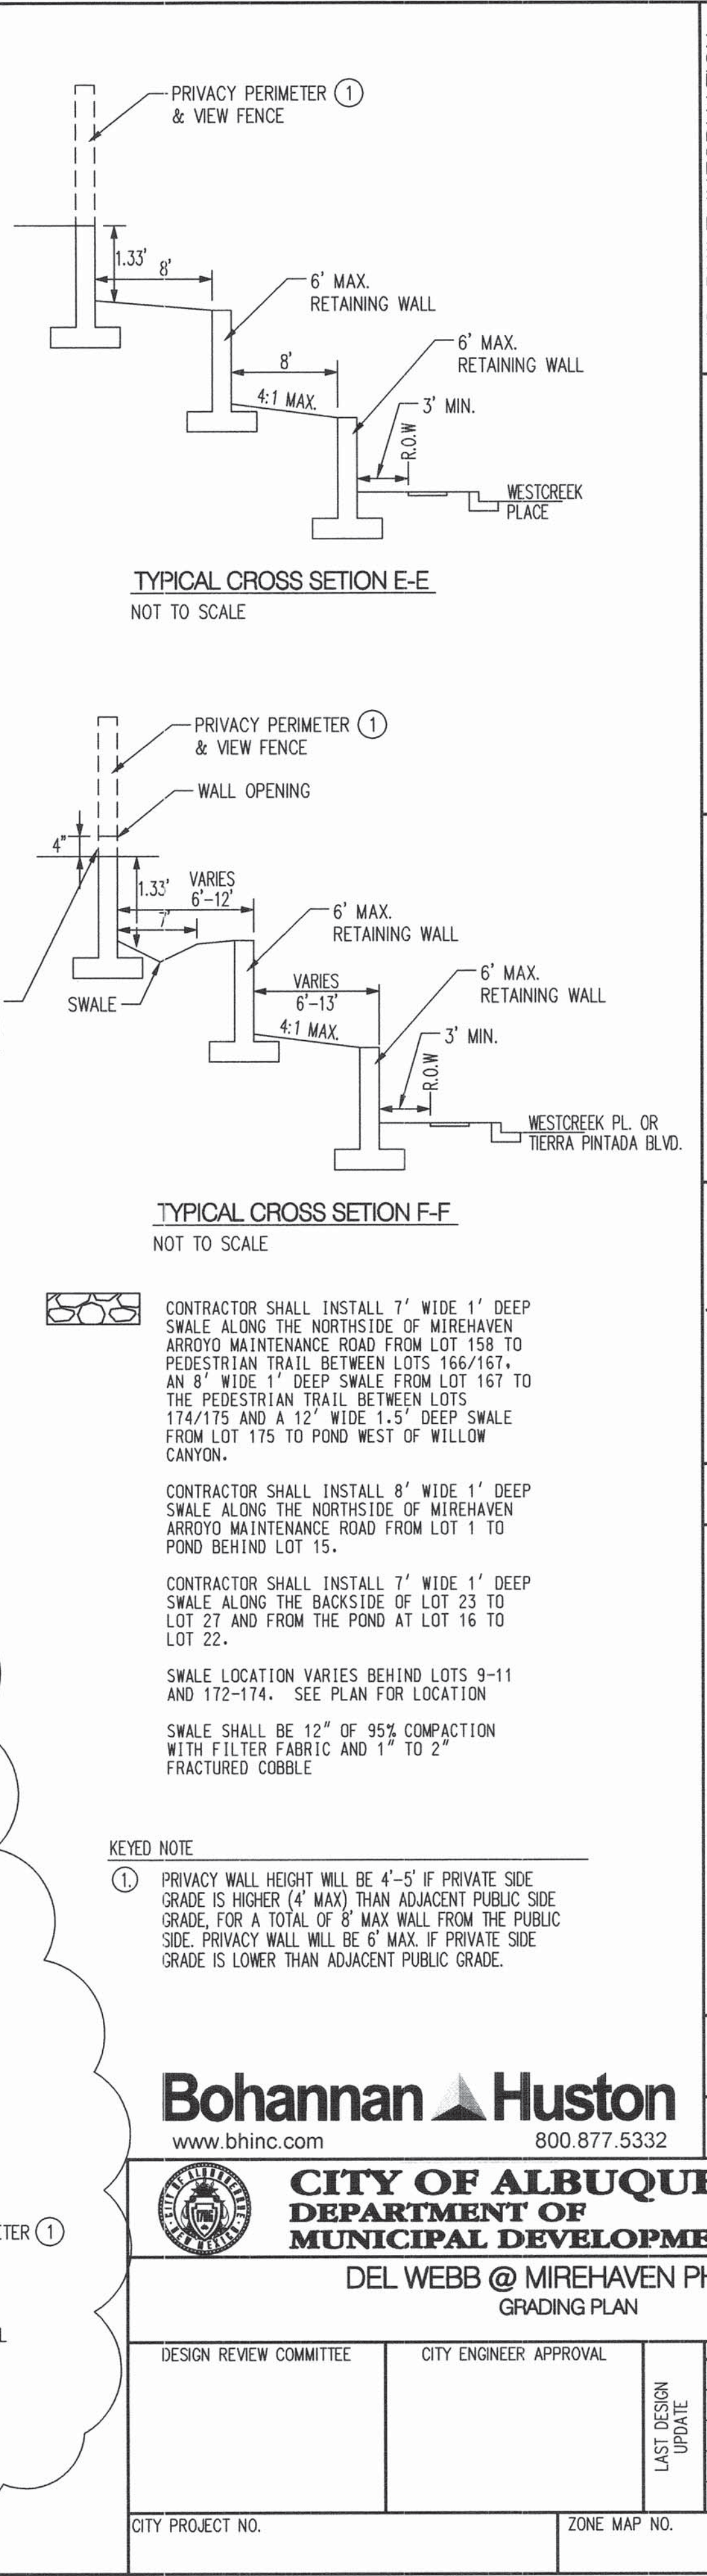 PRIVACY PERIMETER 1
& VIEW FENCE
1.33'
8'
6' MAX.
RETAINING WALL
6' MAX.
RETAINING WALL
8'
4:1 MAX.
3' MIN.
R.O.W
WESTCREEK
PLACE
TYPICAL CROSS SETION E-E
NOT TO SCALE
PRIVACY PERIMETER 1
& VIEW FENCE
WALL OPENING
4"
1.33'
VARIES
6'-12'
7'
6' MAX.
RETAINING WALL
SWALE
VARIES
6'-13'
4:1 MAX.
6' MAX.
RETAINING WALL
3' MIN.
R.O.W
WESTCREEK PL. OR
TIERRA PINTADA BLVD.
TYPICAL CROSS SETION F-F
NOT TO SCALE
CONTRACTOR SHALL INSTALL 7' WIDE 1' DEEP
SWALE ALONG THE NORTHSIDE OF MIREHAVEN
ARROYO MAINTENANCE ROAD FROM LOT 158 TO
PEDESTRIAN TRAIL BETWEEN LOTS 166/167,
AN 8' WIDE 1' DEEP SWALE FROM LOT 167 TO
THE PEDESTRIAN TRAIL BETWEEN LOTS
174/175 AND A 12' WIDE 1.5' DEEP SWALE
FROM LOT 175 TO POND WEST OF WILLOW
CANYON.
CONTRACTOR SHALL INSTALL 8' WIDE 1' DEEP
SWALE ALONG THE NORTHSIDE OF MIREHAVEN
ARROYO MAINTENANCE ROAD FROM LOT 1 TO
POND BEHIND LOT 15.
CONTRACTOR SHALL INSTALL 7' WIDE 1' DEEP
SWALE ALONG THE BACKSIDE OF LOT 23 TO
LOT 27 AND FROM THE POND AT LOT 16 TO
LOT 22.
SWALE LOCATION VARIES BEHIND LOTS 9-11
AND 172-174. SEE PLAN FOR LOCATION
SWALE SHALL BE 12" OF 95% COMPACTION
WITH FILTER FABRIC AND 1" TO 2"
FRACTURED COBBLE
KEYED NOTE
1. PRIVACY WALL HEIGHT WILL BE 4'-5' IF PRIVATE SIDE
GRADE IS HIGHER (4' MAX) THAN ADJACENT PUBLIC SIDE
GRADE, FOR A TOTAL OF 8' MAX WALL FROM THE PUBLIC
SIDE. PRIVACY WALL WILL BE 6' MAX. IF PRIVATE SIDE
GRADE IS LOWER THAN ADJACENT PUBLIC GRADE.
Bohannan Huston
www.bhinc.com 800.877.5332
CITY OF ALBUQUERQUE NEW MEXICO 1706
CITY OF ALBUQUE
DEPARTMENT OF
MUNICIPAL DEVELOPME
TER 1
DEL WEBB @ MIREHAVEN PH
GRADING PLAN
L
DESIGN REVIEW COMMITTEE
CITY ENGINEER APPROVAL
LAST DESIGN
UPDATE
CITY PROJECT NO.
ZONE MAP NO.